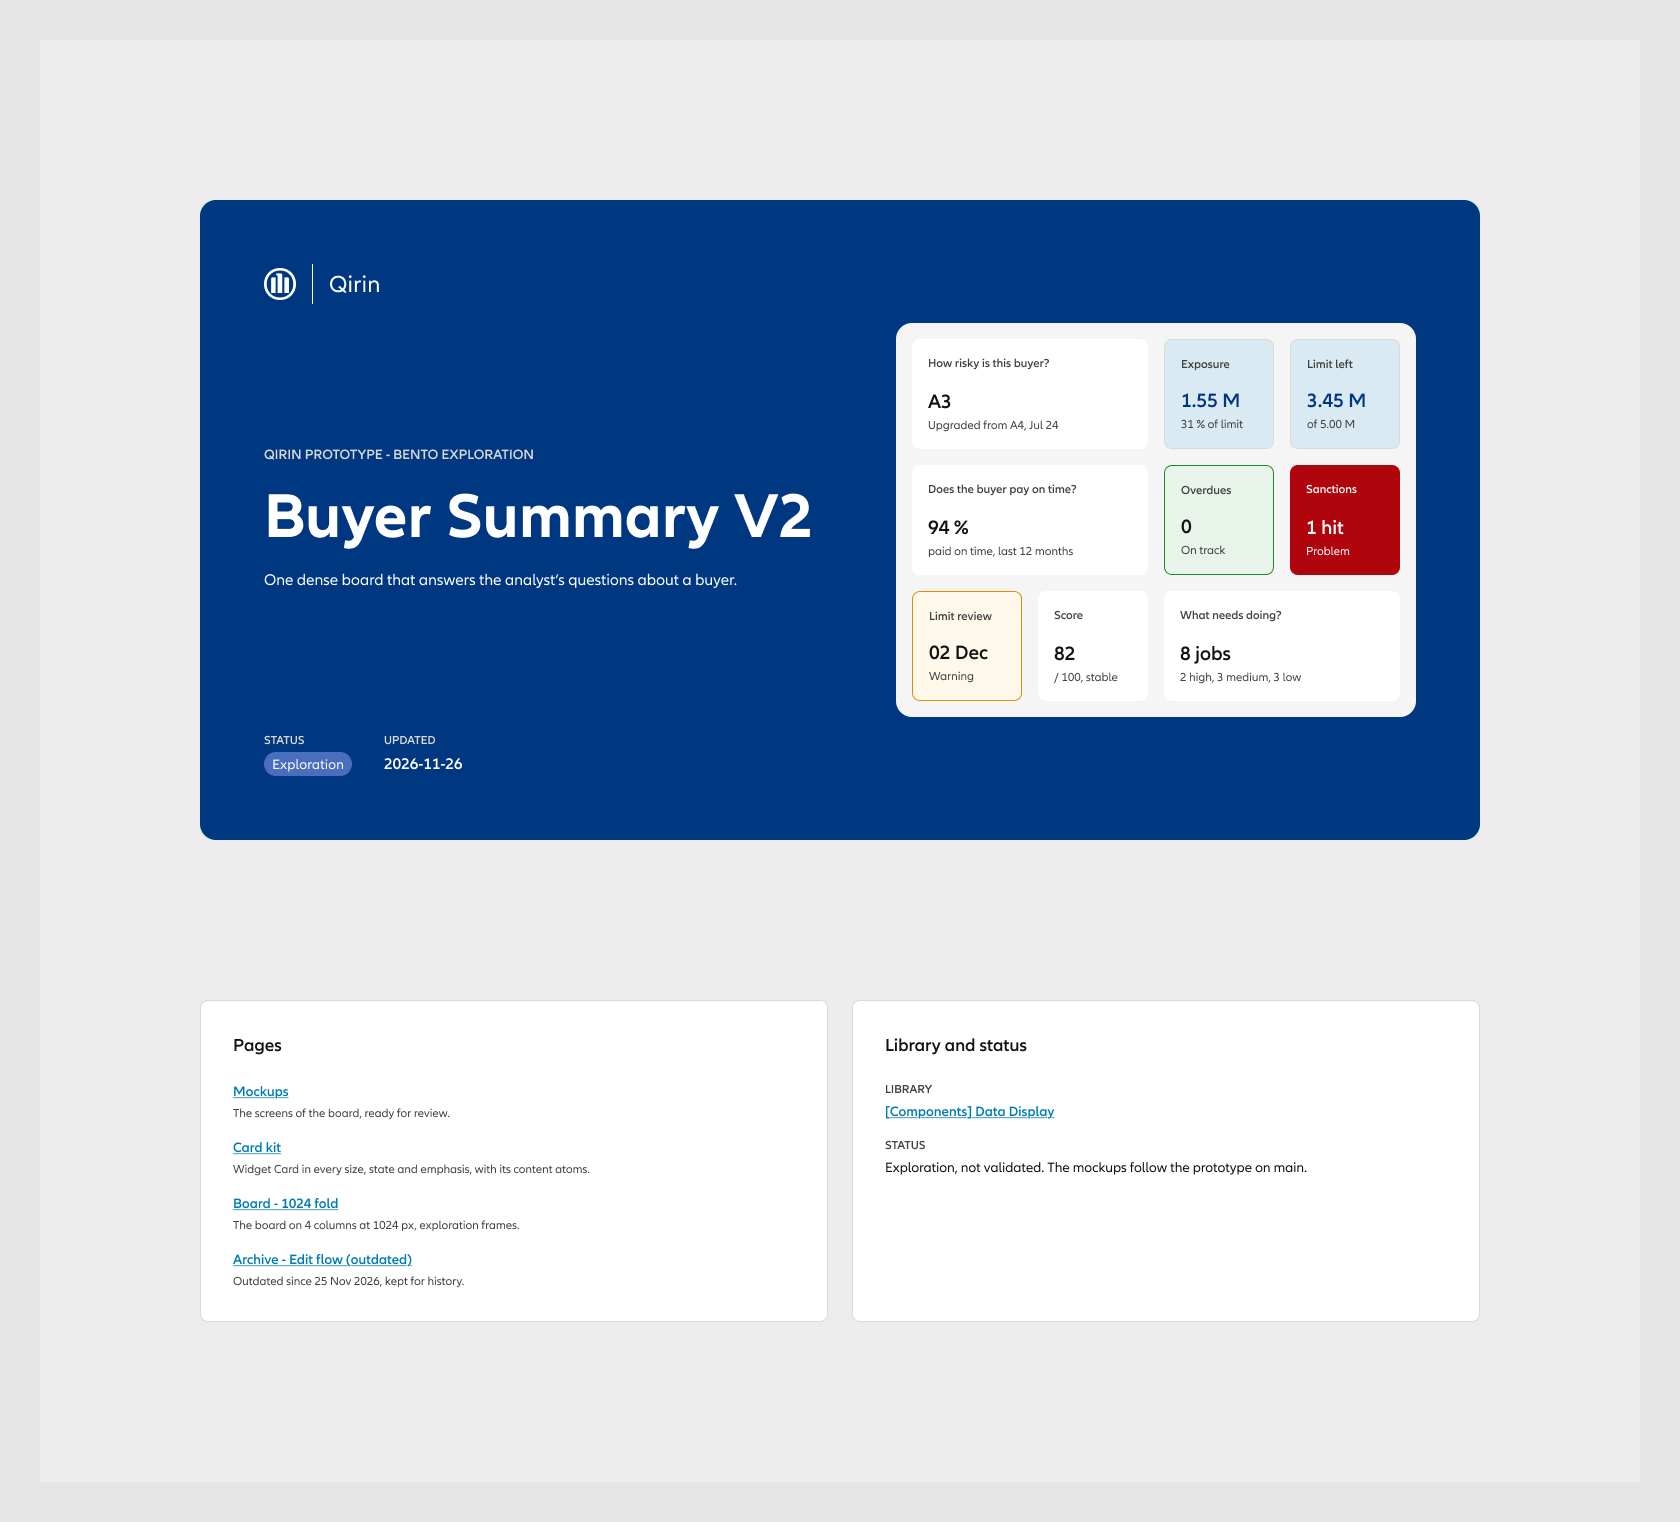 Qirin
QIRIN PROTOTYPE - BENTO EXPLORATION
Buyer Summary V2
One dense board that answers the analyst's questions about a buyer.
STATUS
Exploration
UPDATED
2026-11-26
How risky is this buyer?
A3
Upgraded from A4, Jul 24
Exposure
1.55 M
31 % of limit
Limit left
3.45 M
of 5.00 M
Does the buyer pay on time?
94 %
paid on time, last 12 months
Overdues
0
On track
Sanctions
1 hit
Problem
Limit review
02 Dec
Warning
Score
82
/ 100, stable
What needs doing?
8 jobs
2 high, 3 medium, 3 low
Pages
Mockups
The screens of the board, ready for review.
Card kit
Widget Card in every size, state and emphasis, with its content atoms.
Board - 1024 fold
The board on 4 columns at 1024 px, exploration frames.
Archive - Edit flow (outdated)
Outdated since 25 Nov 2026, kept for history.
Library and status
LIBRARY
[Components] Data Display
STATUS
Exploration, not validated. The mockups follow the prototype on main.